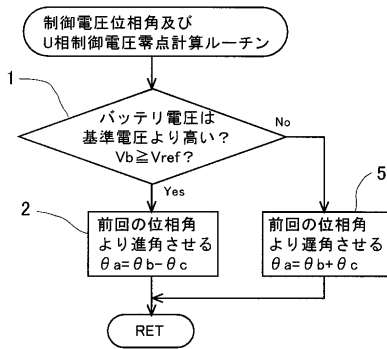 制御電圧位相角及び
U相制御電圧零点計算ルーチン
1
バッテリ電圧は
基準電圧より高い？
Vb≧Vref？
No
Yes
2
前回の位相角
より進角させる
θa=θb-θc
5
前回の位相角
より遅角させる
θa=θb+θc
RET